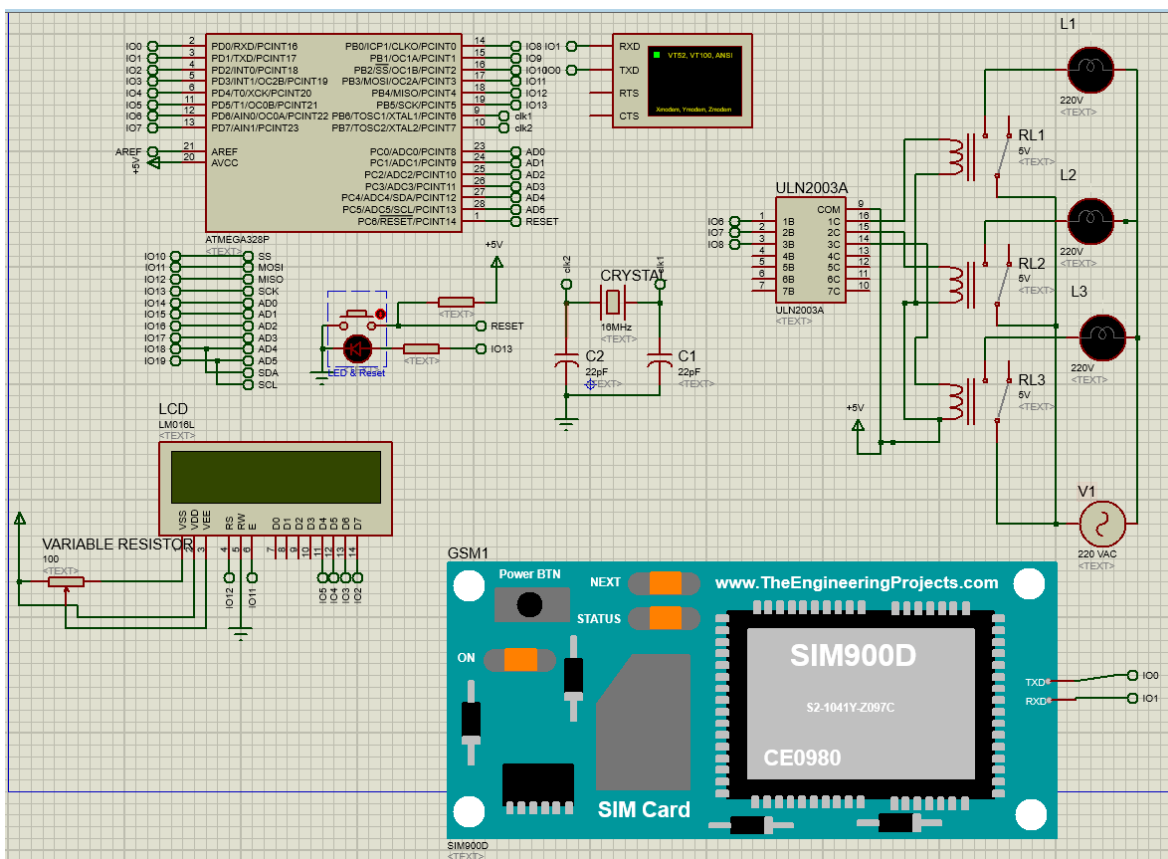 IO0 2 PD0/RXD/PCINT16 PB0/ICP1/CLKO/PCINT0 14 IO8
IO1 3 PD1/TXD/PCINT17 PB1/OC1A/PCINT1 15 IO9
IO2 4 PD2/INT0/PCINT18 PB2/SS/OC1B/PCINT2 16 IO10
IO3 5 PD3/INT1/OC2B/PCINT19 PB3/MOSI/OC2A/PCINT3 17 IO11
IO4 6 PD4/T0/XCK/PCINT20 PB4/MISO/PCINT4 18 IO12
IO5 11 PD5/T1/OC0B/PCINT21 PB5/SCK/PCINT5 19 IO13
IO6 12 PD6/AIN0/OC0A/PCINT22 PB6/TOSC1/XTAL1/PCINT6 9 clk1
IO7 13 PD7/AIN1/PCINT23 PB7/TOSC2/XTAL2/PCINT7 10 clk2
AREF 21 AREF PC0/ADC0/PCINT8 23 AD0
+5V 20 AVCC PC1/ADC1/PCINT9 24 AD1
PC2/ADC2/PCINT10 25 AD2
PC3/ADC3/PCINT11 26 AD3
PC4/ADC4/SDA/PCINT12 27 AD4
PC5/ADC5/SCL/PCINT13 28 AD5
PC6/RESET/PCINT14 1 RESET
ATMEGA328P
<TEXT>
IO1 RXD
IO0 TXD
RTS
CTS
VT52, VT100, ANSI
Xmodem, Ymodem, Zmodem
L1
220V
<TEXT>
RL1
5V
<TEXT>
L2
220V
<TEXT>
RL2
5V
<TEXT>
L3
220V
<TEXT>
RL3
5V
<TEXT>
ULN2003A
COM 9
IO6 1 1B 1C 16
IO7 2 2B 2C 15
IO8 3 3B 3C 14
4 4B 4C 13
5 5B 5C 12
6 6B 6C 11
7 7B 7C 10
ULN2003A
<TEXT>
+5V
V1
220 VAC
<TEXT>
IO10 SS
IO11 MOSI
IO12 MISO
IO13 SCK
IO14 AD0
IO15 AD1
IO16 AD2
IO17 AD3
IO18 AD4
IO19 AD5
SDA
SCL
+5V
<TEXT>
RESET
IO13
<TEXT>
LED & Reset
clk2
clk1
CRYSTAL
16MHz
<TEXT>
C2
22pF
<TEXT>
C1
22pF
<TEXT>
LCD
LM016L
<TEXT>
VSS VDD VEE RS RW E D0 D1 D2 D3 D4 D5 D6 D7
1 2 3 4 5 6 7 8 9 10 11 12 13 14
IO12 IO11 IO5 IO4 IO3 IO2
VARIABLE RESISTOR
100
<TEXT>
GSM1
Power BTN
NEXT
STATUS
ON
www.TheEngineeringProjects.com
SIM900D
S2-1041Y-Z097C
CE0980
SIM Card
TXD IO0
RXD IO1
SIM900D
<TEXT>